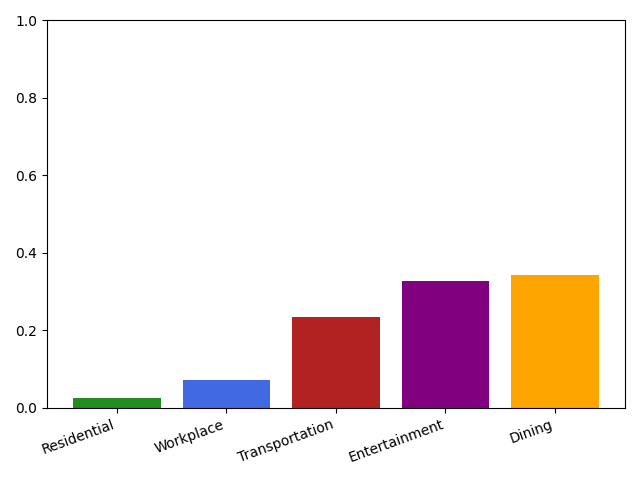 1.0
0.8
0.6
0.4
0.2
0.0
Residential
Workplace
Transportation
Entertainment
Dining